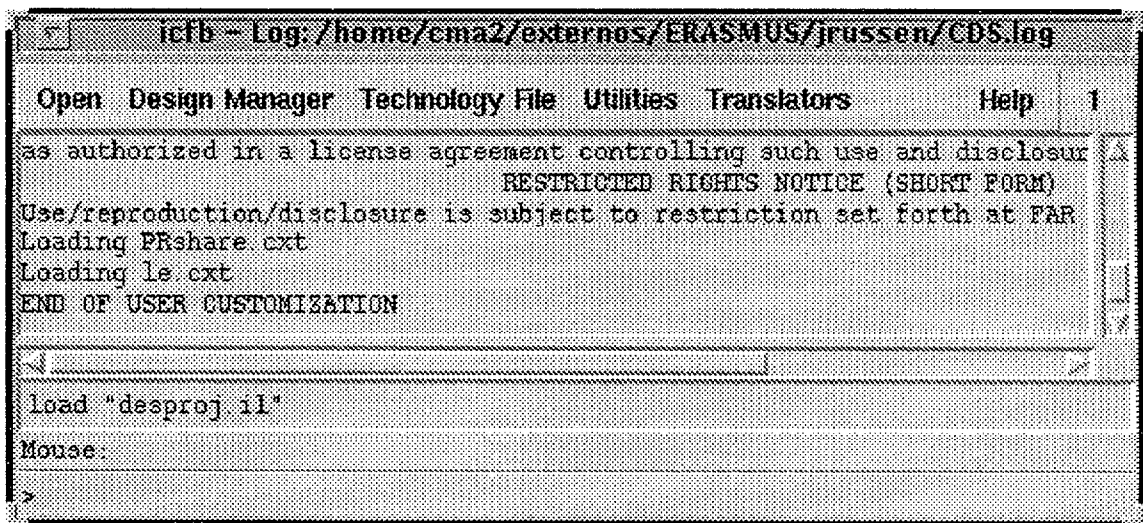 icfb - Log: /home/cma2/externos/ERASMUS/jrussen/CDS.log
Open Design Manager Technology File Utilities Translators Help 1
as authorized in a license agreement controlling such use and disclosur
RESTRICTED RIGHTS NOTICE (SHORT FORM)
Use/reproduction/disclosure is subject to restriction set forth at FAR
Loading PRshare.cxt
Loading le.cxt
END OF USER CUSTOMIZATION
load "desproj.il"
Mouse:
>